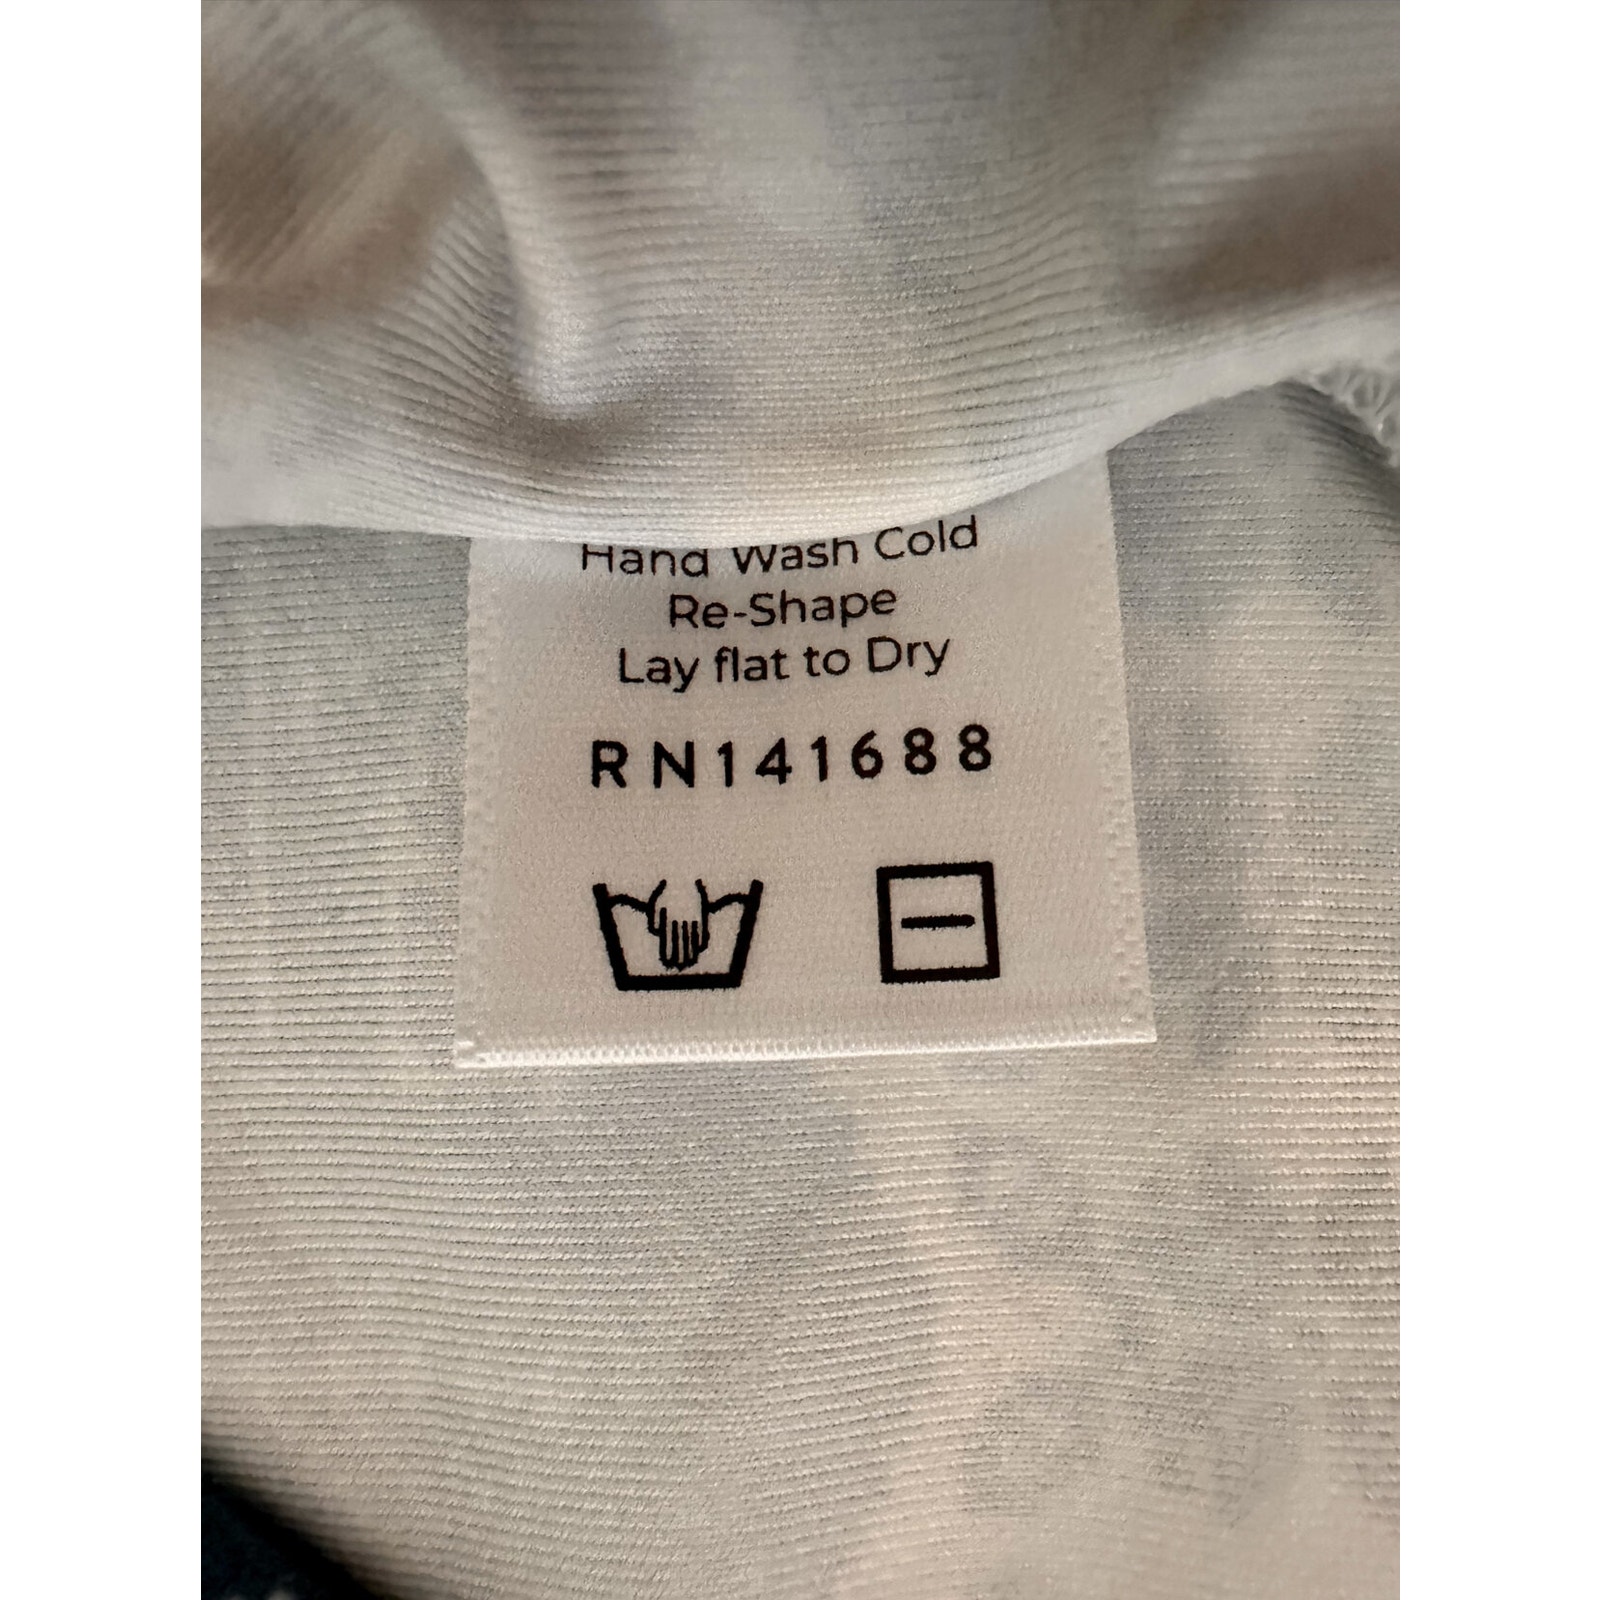 Hand Wash Cold
Re-Shape
Lay flat to Dry
RN141688